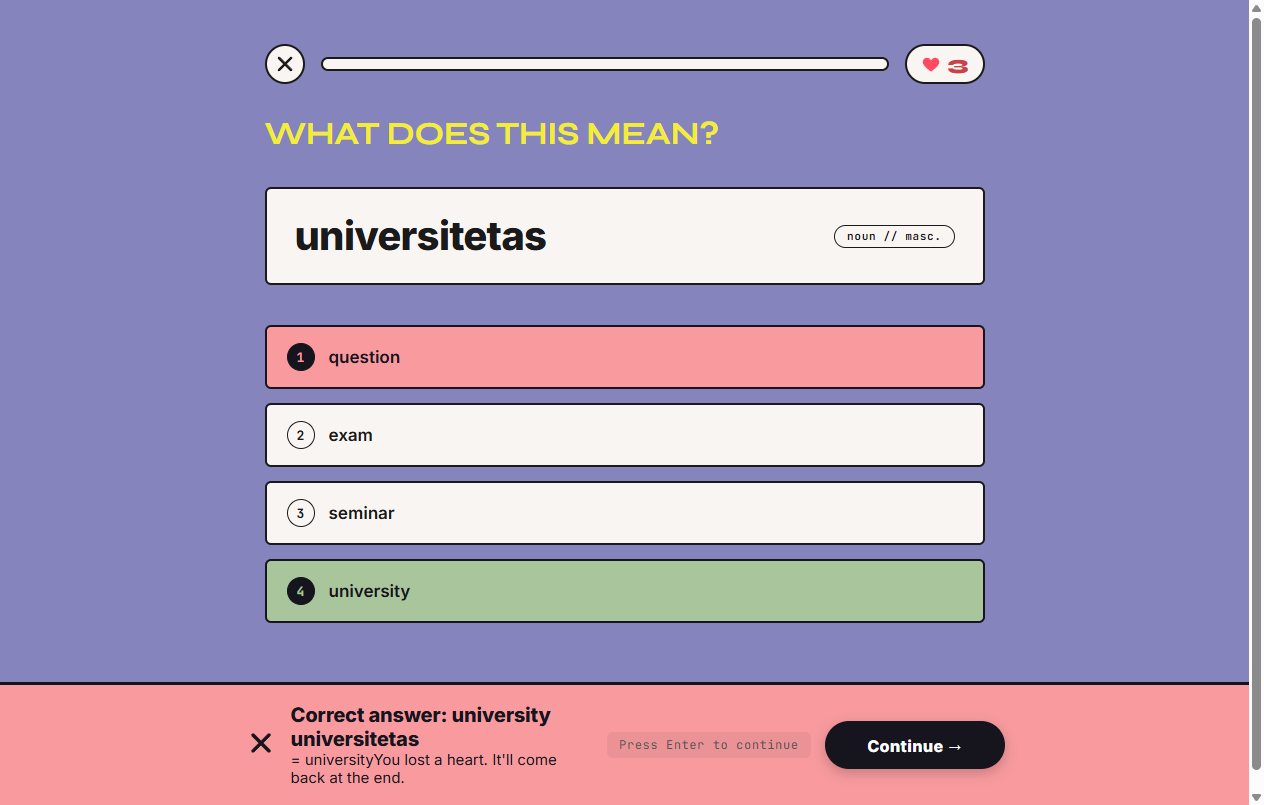 3
WHAT DOES THIS MEAN?
universitetas
noun // masc.
1 question
2 exam
3 seminar
4 university
Correct answer: university
universitetas
= universityYou lost a heart. It'll come
back at the end.
Press Enter to continue
Continue →